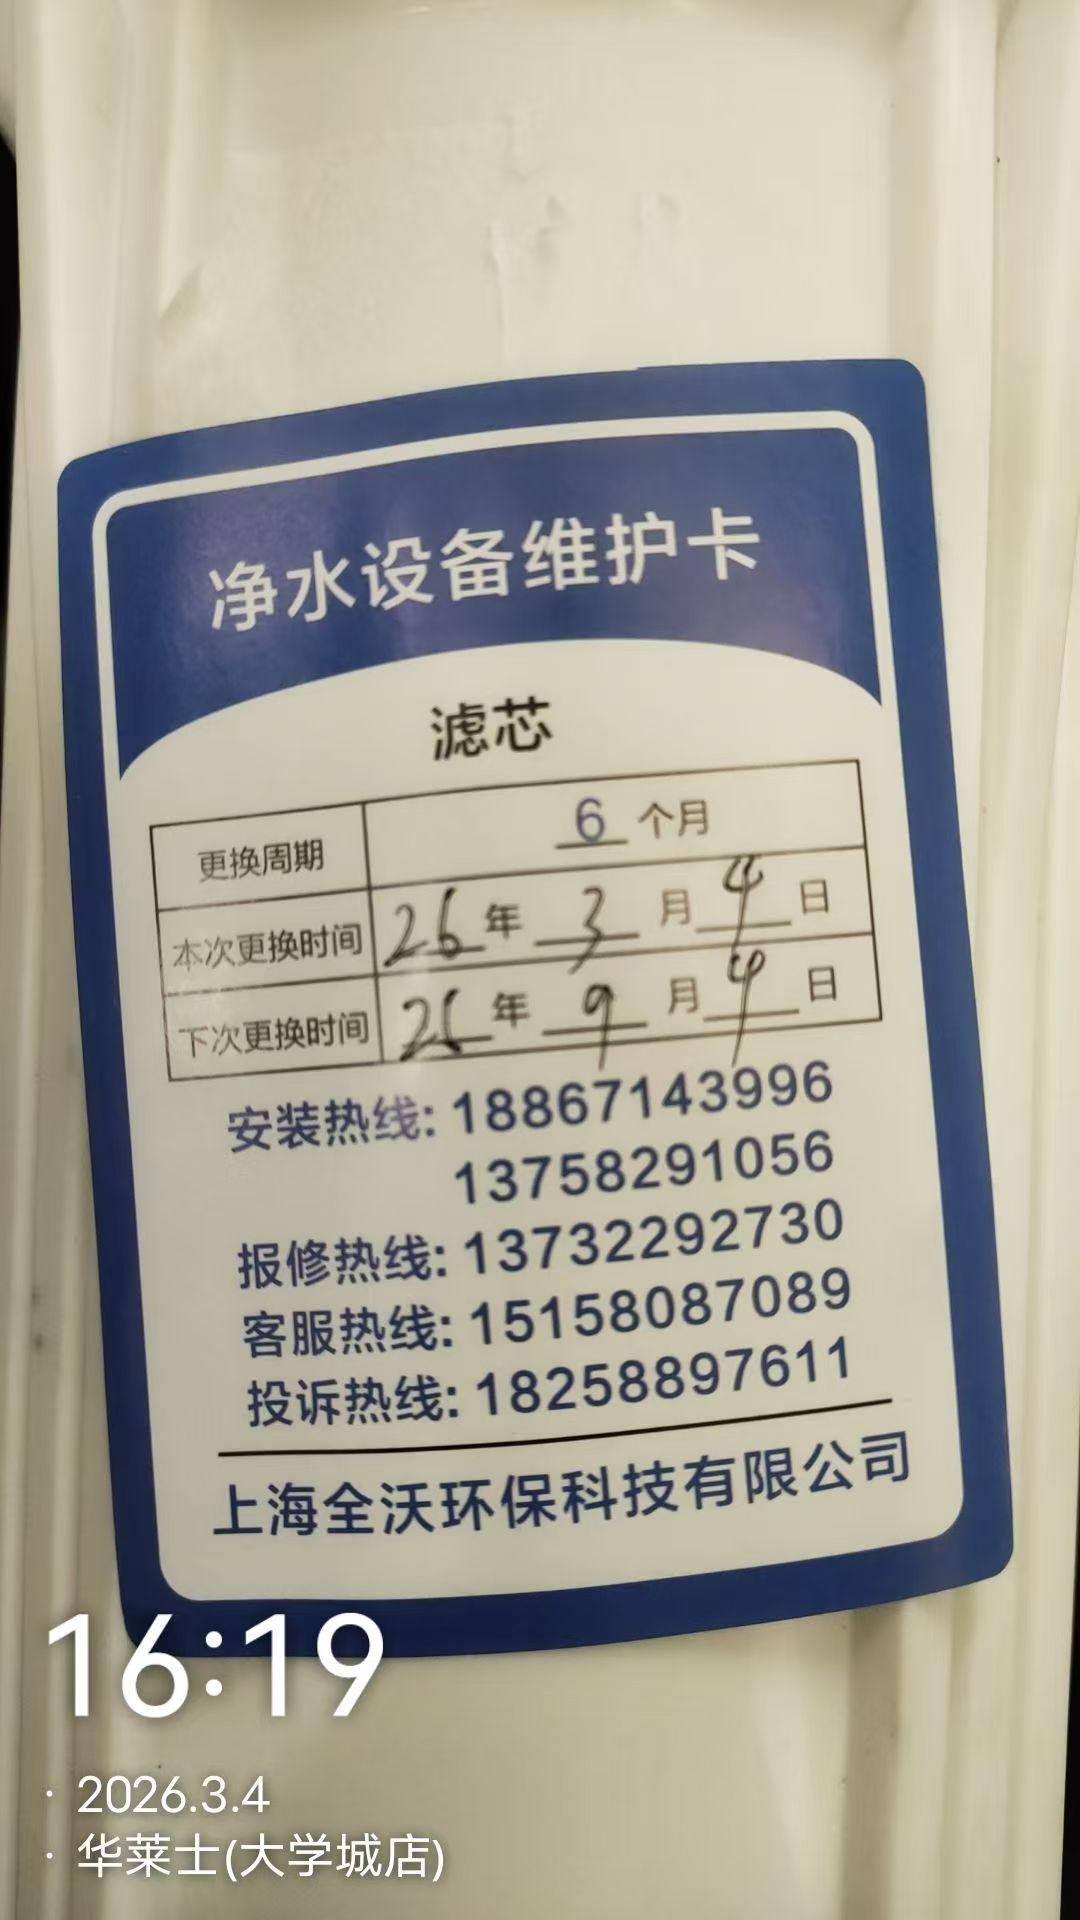 净水设备维护卡
滤芯
更换周期 6 个月
本次更换时间 26 年 3 月 4 日
下次更换时间 26 年 9 月 4 日
安装热线: 18867143996
13758291056
报修热线: 13732292730
客服热线: 15158087089
投诉热线: 18258897611
上海全沃环保科技有限公司
16:19
· 2026.3.4
· 华莱士(大学城店)